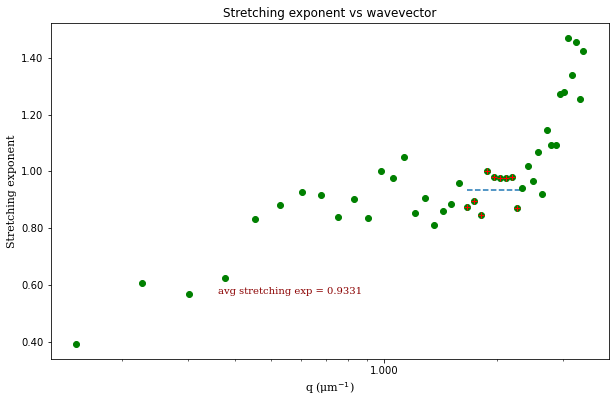 Stretching exponent vs wavevector
Stretching exponent
1.40
1.20
1.00
0.80
0.60
0.40
avg stretching exp = 0.9331
1.000
q (μm⁻¹)